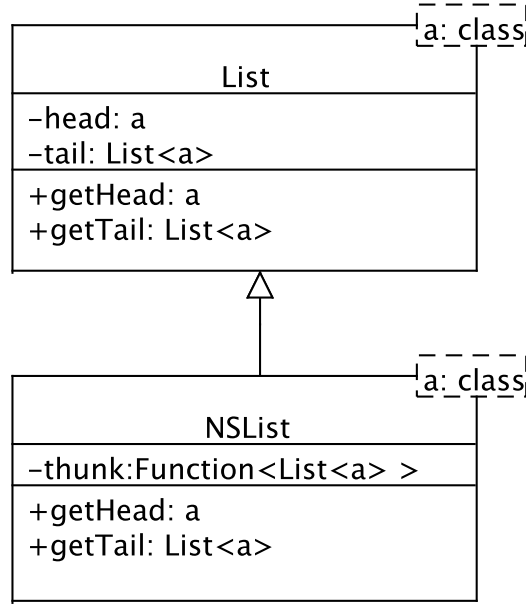 a: class
List
-head: a
-tail: List<a>
+getHead: a
+getTail: List<a>
a: class
NSList
-thunk:Function<List<a> >
+getHead: a
+getTail: List<a>